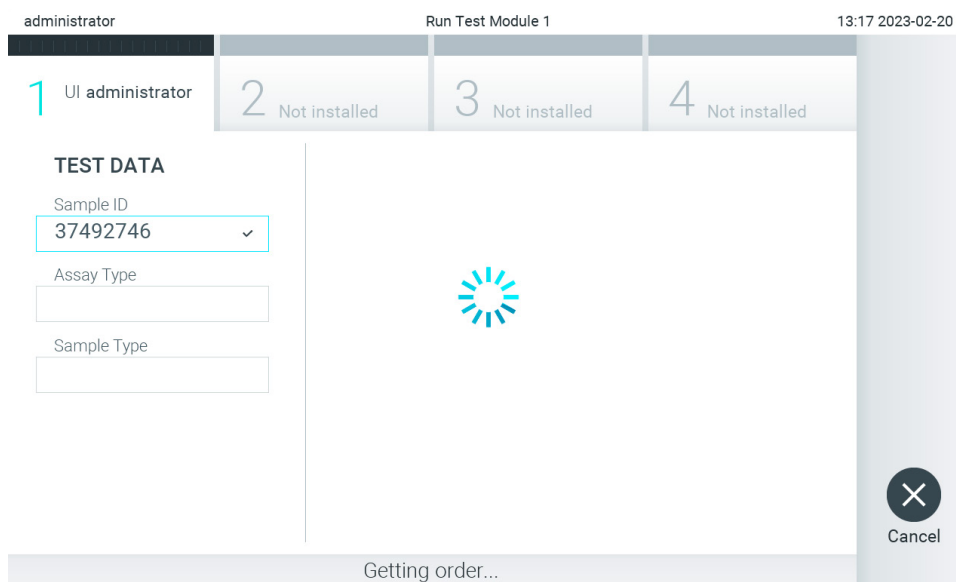 administrator Run Test Module 1 13:17 2023-02-20
1 UI administrator 2 Not installed 3 Not installed 4 Not installed
TEST DATA
Sample ID
37492746
Assay Type
Sample Type
Cancel
Getting order...